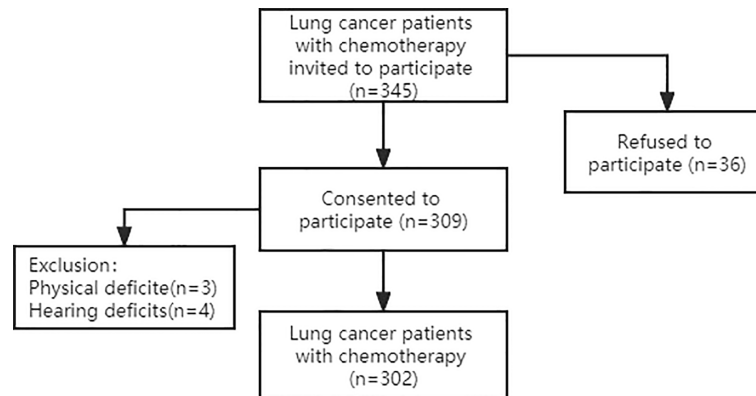 Lung cancer patients
with chemotherapy
invited to participate
(n=345)
Refused to
participate (n=36)
Consented to
participate (n=309)
Exclusion:
Physical deficite(n=3)
Hearing deficits(n=4)
Lung cancer patients
with chemotherapy
(n=302)